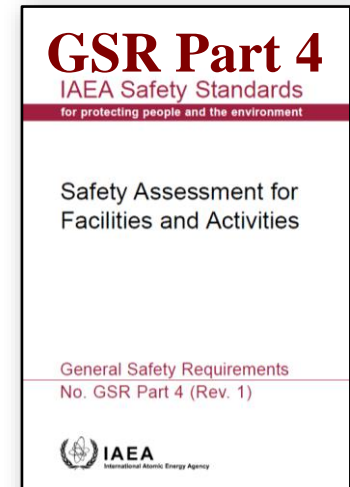 GSR Part 4
IAEA Safety Standards
for protecting people and the environment
Safety Assessment for
Facilities and Activities
General Safety Requirements
No. GSR Part 4 (Rev. 1)
IAEA
International Atomic Energy Agency